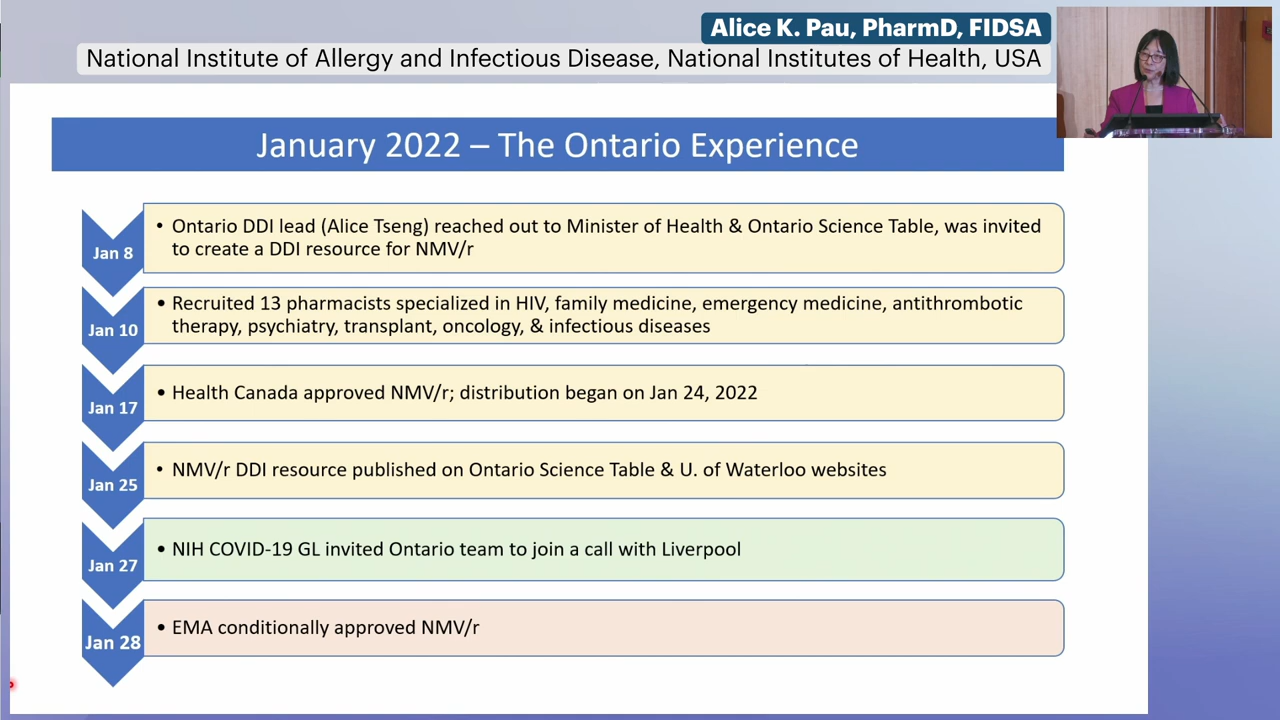 Alice K. Pau, PharmD, FIDSA
National Institute of Allergy and Infectious Disease, National Institutes of Health, USA
January 2022 – The Ontario Experience
Jan 8
• Ontario DDI lead (Alice Tseng) reached out to Minister of Health & Ontario Science Table, was invited
to create a DDI resource for NMV/r
Jan 10
• Recruited 13 pharmacists specialized in HIV, family medicine, emergency medicine, antithrombotic
therapy, psychiatry, transplant, oncology, & infectious diseases
Jan 17
• Health Canada approved NMV/r; distribution began on Jan 24, 2022
Jan 25
• NMV/r DDI resource published on Ontario Science Table & U. of Waterloo websites
Jan 27
• NIH COVID-19 GL invited Ontario team to join a call with Liverpool
Jan 28
• EMA conditionally approved NMV/r